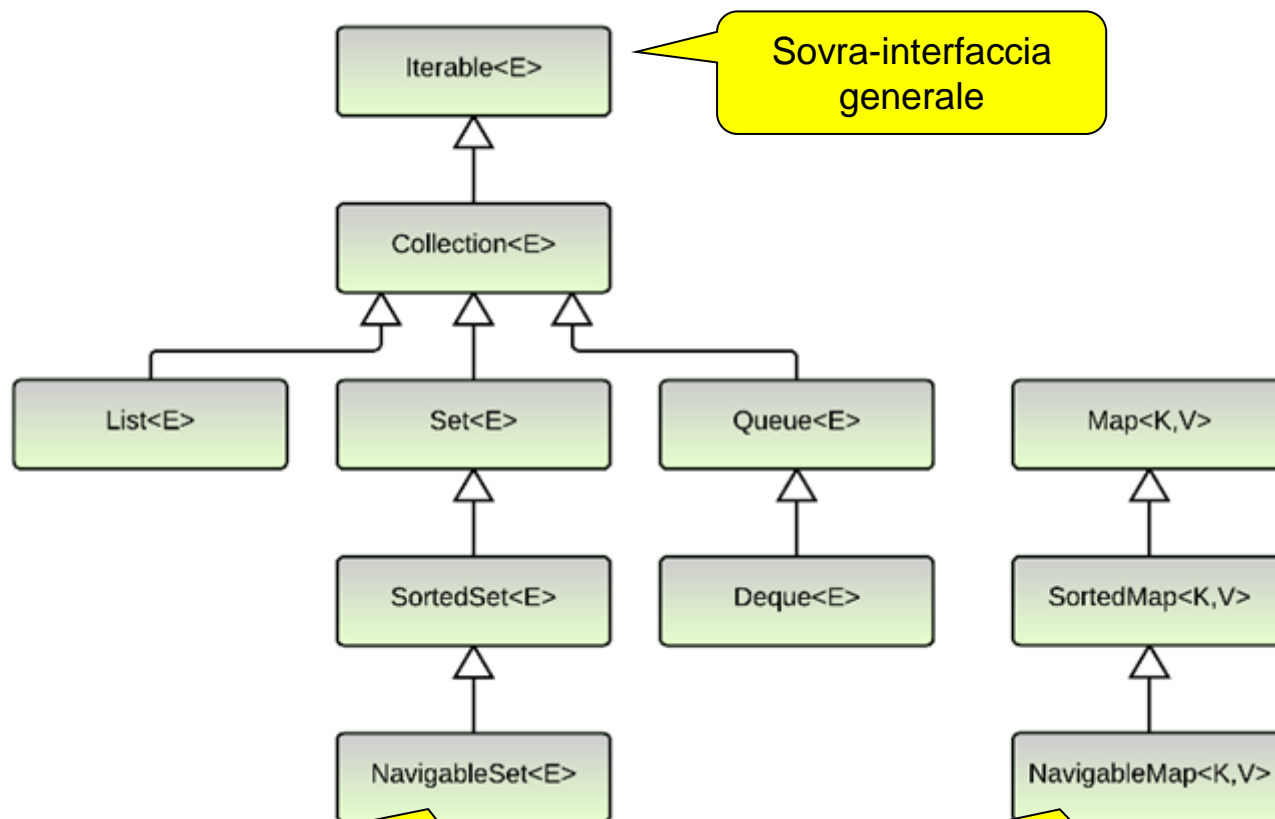 Iterable<E>
Sovra-interfaccia
generale
Collection<E>
List<E>
Set<E>
Queue<E>
Map<K,V>
SortedSet<E>
Deque<E>
SortedMap<K,V>
NavigableSet<E>
NavigableMap<K,V>